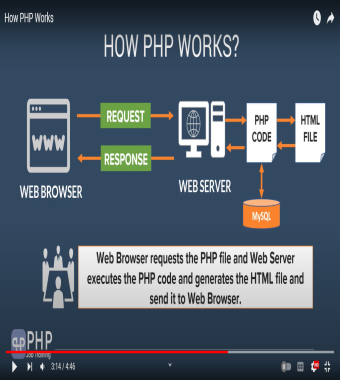 How PHP Works
HOW PHP WORKS?
REQUEST
RESPONSE
WWW
WEB BROWSER
WEB SERVER
PHP
CODE
HTML
FILE
MySQL
Web Browser requests the PHP file and Web Server
executes the PHP code and generates the HTML file and
send it to Web Browser.
PHP
Job Training
3:14 / 4:46